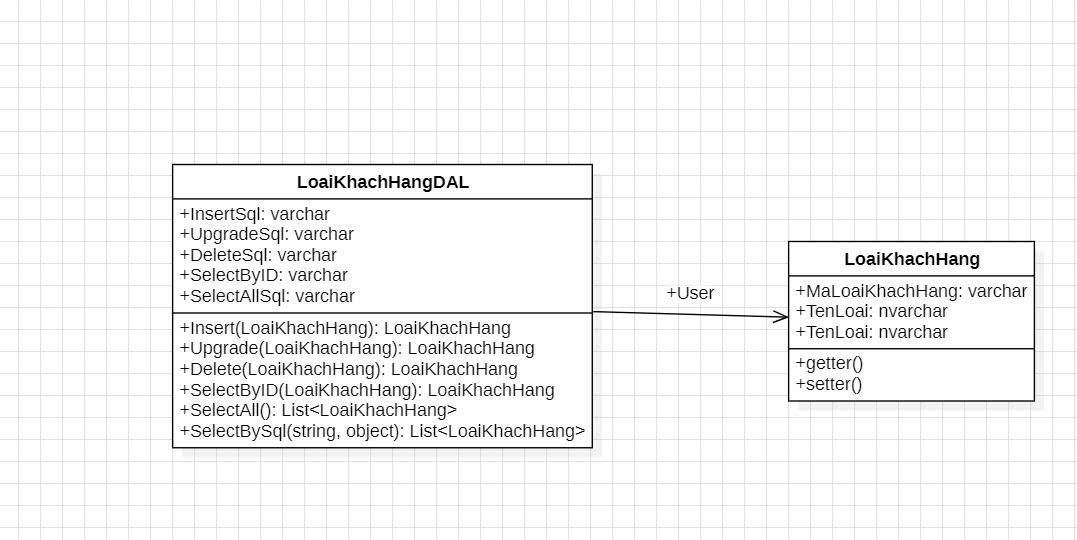 LoaiKhachHangDAL
+InsertSql: varchar
+UpgradeSql: varchar
+DeleteSql: varchar
+SelectByID: varchar
+SelectAllSql: varchar
+Insert(LoaiKhachHang): LoaiKhachHang
+Upgrade(LoaiKhachHang): LoaiKhachHang
+Delete(LoaiKhachHang): LoaiKhachHang
+SelectByID(LoaiKhachHang): LoaiKhachHang
+SelectAll(): List<LoaiKhachHang>
+SelectBySql(string, object): List<LoaiKhachHang>
+User
LoaiKhachHang
+MaLoaiKhachHang: varchar
+TenLoai: nvarchar
+TenLoai: nvarchar
+getter()
+setter()